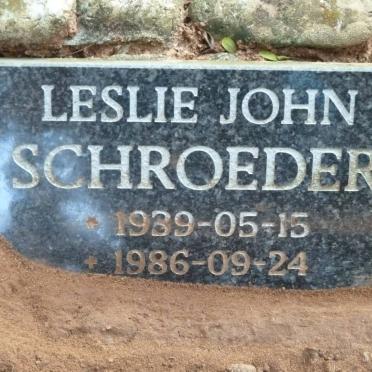 LESLIE JOHN
SCHROEDER
* 1939-05-15
+ 1986-09-24